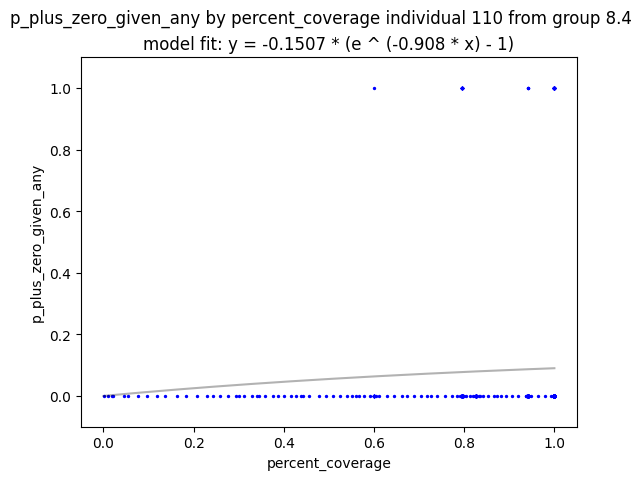 p_plus_zero_given_any by percent_coverage individual 110 from group 8.4
model fit: y = -0.1507 * (e ^ (-0.908 * x) - 1)
1.0
0.8
0.6
0.4
0.2
0.0
p_plus_zero_given_any
0.0 0.2 0.4 0.6 0.8 1.0
percent_coverage